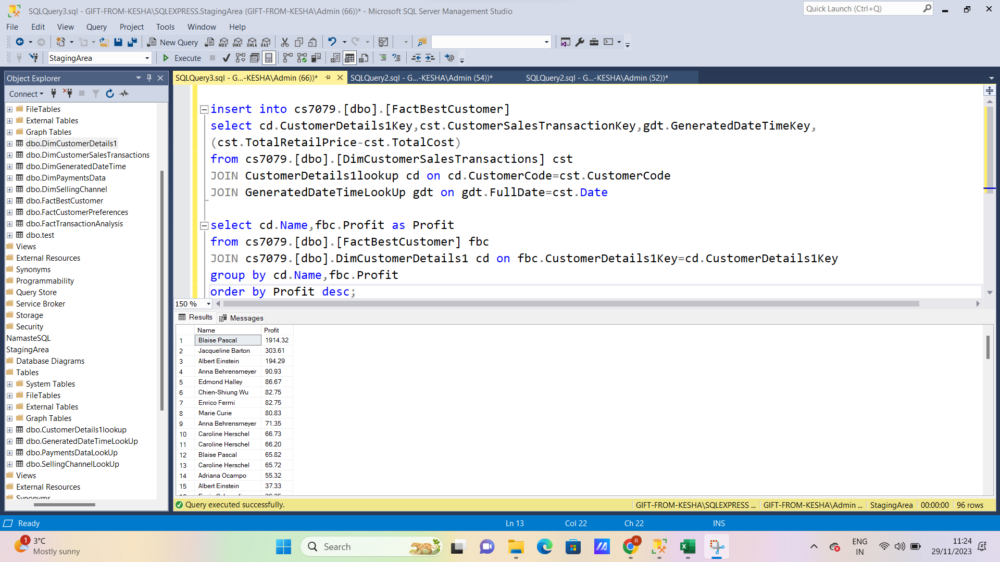 SQLQuery3.sql - GIFT-FROM-KESHA\SQLEXPRESS.StagingArea (GIFT-FROM-KESHA\Admin (66))* - Microsoft SQL Server Management Studio
Quick Launch (Ctrl+Q)
File Edit View Query Project Tools Window Help
New Query
MDX DMX XMLA DAX
StagingArea
Execute
Object Explorer
Connect
FileTables
External Tables
Graph Tables
dbo.DimCustomerDetails1
dbo.DimCustomerSalesTransactions
dbo.DimGeneratedDateTime
dbo.DimPaymentsData
dbo.DimSellingChannel
dbo.FactBestCustomer
dbo.FactCustomerPreferences
dbo.FactTransactionAnalysis
dbo.test
Views
External Resources
Synonyms
Programmability
Query Store
Service Broker
Storage
Security
NamasteSQL
StagingArea
Database Diagrams
Tables
System Tables
FileTables
External Tables
Graph Tables
dbo.CustomerDetails1lookup
dbo.GeneratedDateTimeLookUp
dbo.PaymentsDataLookUp
dbo.SellingChannelLookUp
Views
External Resources
Synonyms
SQLQuery3.sql - G...-KESHA\Admin (66))*
SQLQuery2.sql - G...-KESHA\Admin (54))*
SQLQuery2.sql - G...-KESHA\Admin (52))*
insert into cs7079.[dbo].[FactBestCustomer]
select cd.CustomerDetails1Key,cst.CustomerSalesTransactionKey,gdt.GeneratedDateTimeKey,
(cst.TotalRetailPrice-cst.TotalCost)
from cs7079.[dbo].[DimCustomerSalesTransactions] cst
JOIN CustomerDetails1lookup cd on cd.CustomerCode=cst.CustomerCode
JOIN GeneratedDateTimeLookUp gdt on gdt.FullDate=cst.Date
select cd.Name,fbc.Profit as Profit
from cs7079.[dbo].[FactBestCustomer] fbc
JOIN cs7079.[dbo].DimCustomerDetails1 cd on fbc.CustomerDetails1Key=cd.CustomerDetails1Key
group by cd.Name,fbc.Profit
order by Profit desc;
150 %
Results Messages
Name Profit
1 Blaise Pascal 1914.32
2 Jacqueline Barton 303.61
3 Albert Einstein 194.29
4 Anna Behrensmeyer 90.93
5 Edmond Halley 86.67
6 Chien-Shiung Wu 82.75
7 Enrico Fermi 82.75
8 Marie Curie 80.83
9 Anna Behrensmeyer 71.35
10 Caroline Herschel 66.73
11 Caroline Herschel 66.20
12 Blaise Pascal 65.82
13 Caroline Herschel 65.72
14 Adriana Ocampo 55.32
15 Albert Einstein 37.33
Query executed successfully.
GIFT-FROM-KESHA\SQLEXPRESS ... GIFT-FROM-KESHA\Admin ... StagingArea 00:00:00 96 rows
Ready Ln 13 Col 22 Ch 22 INS
1
3°C
Mostly sunny
Search
R
ENG
IN
11:24
29/11/2023